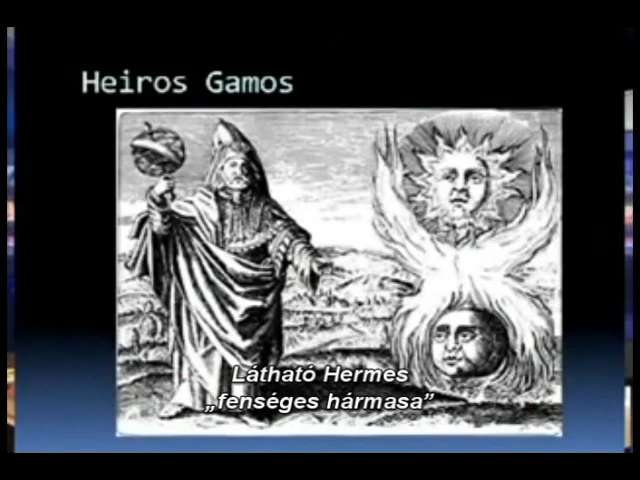 Heiros Gamos
Látható Hermes
„fenséges hármasa”